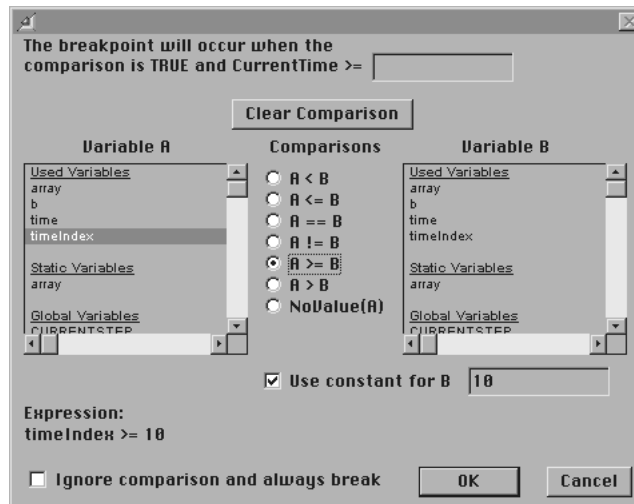 The breakpoint will occur when the
comparison is TRUE and CurrentTime >=
Clear Comparison
Variable A
Used Variables
array
b
time
timeIndex
Static Variables
array
Global Variables
CURRENTSTEP
Comparisons
A < B
A <= B
A == B
A != B
A >= B
A > B
NoValue(A)
Variable B
Used Variables
array
b
time
timeIndex
Static Variables
array
Global Variables
CURRENTSTEP
Use constant for B 10
Expression:
timeIndex >= 10
Ignore comparison and always break
OK
Cancel